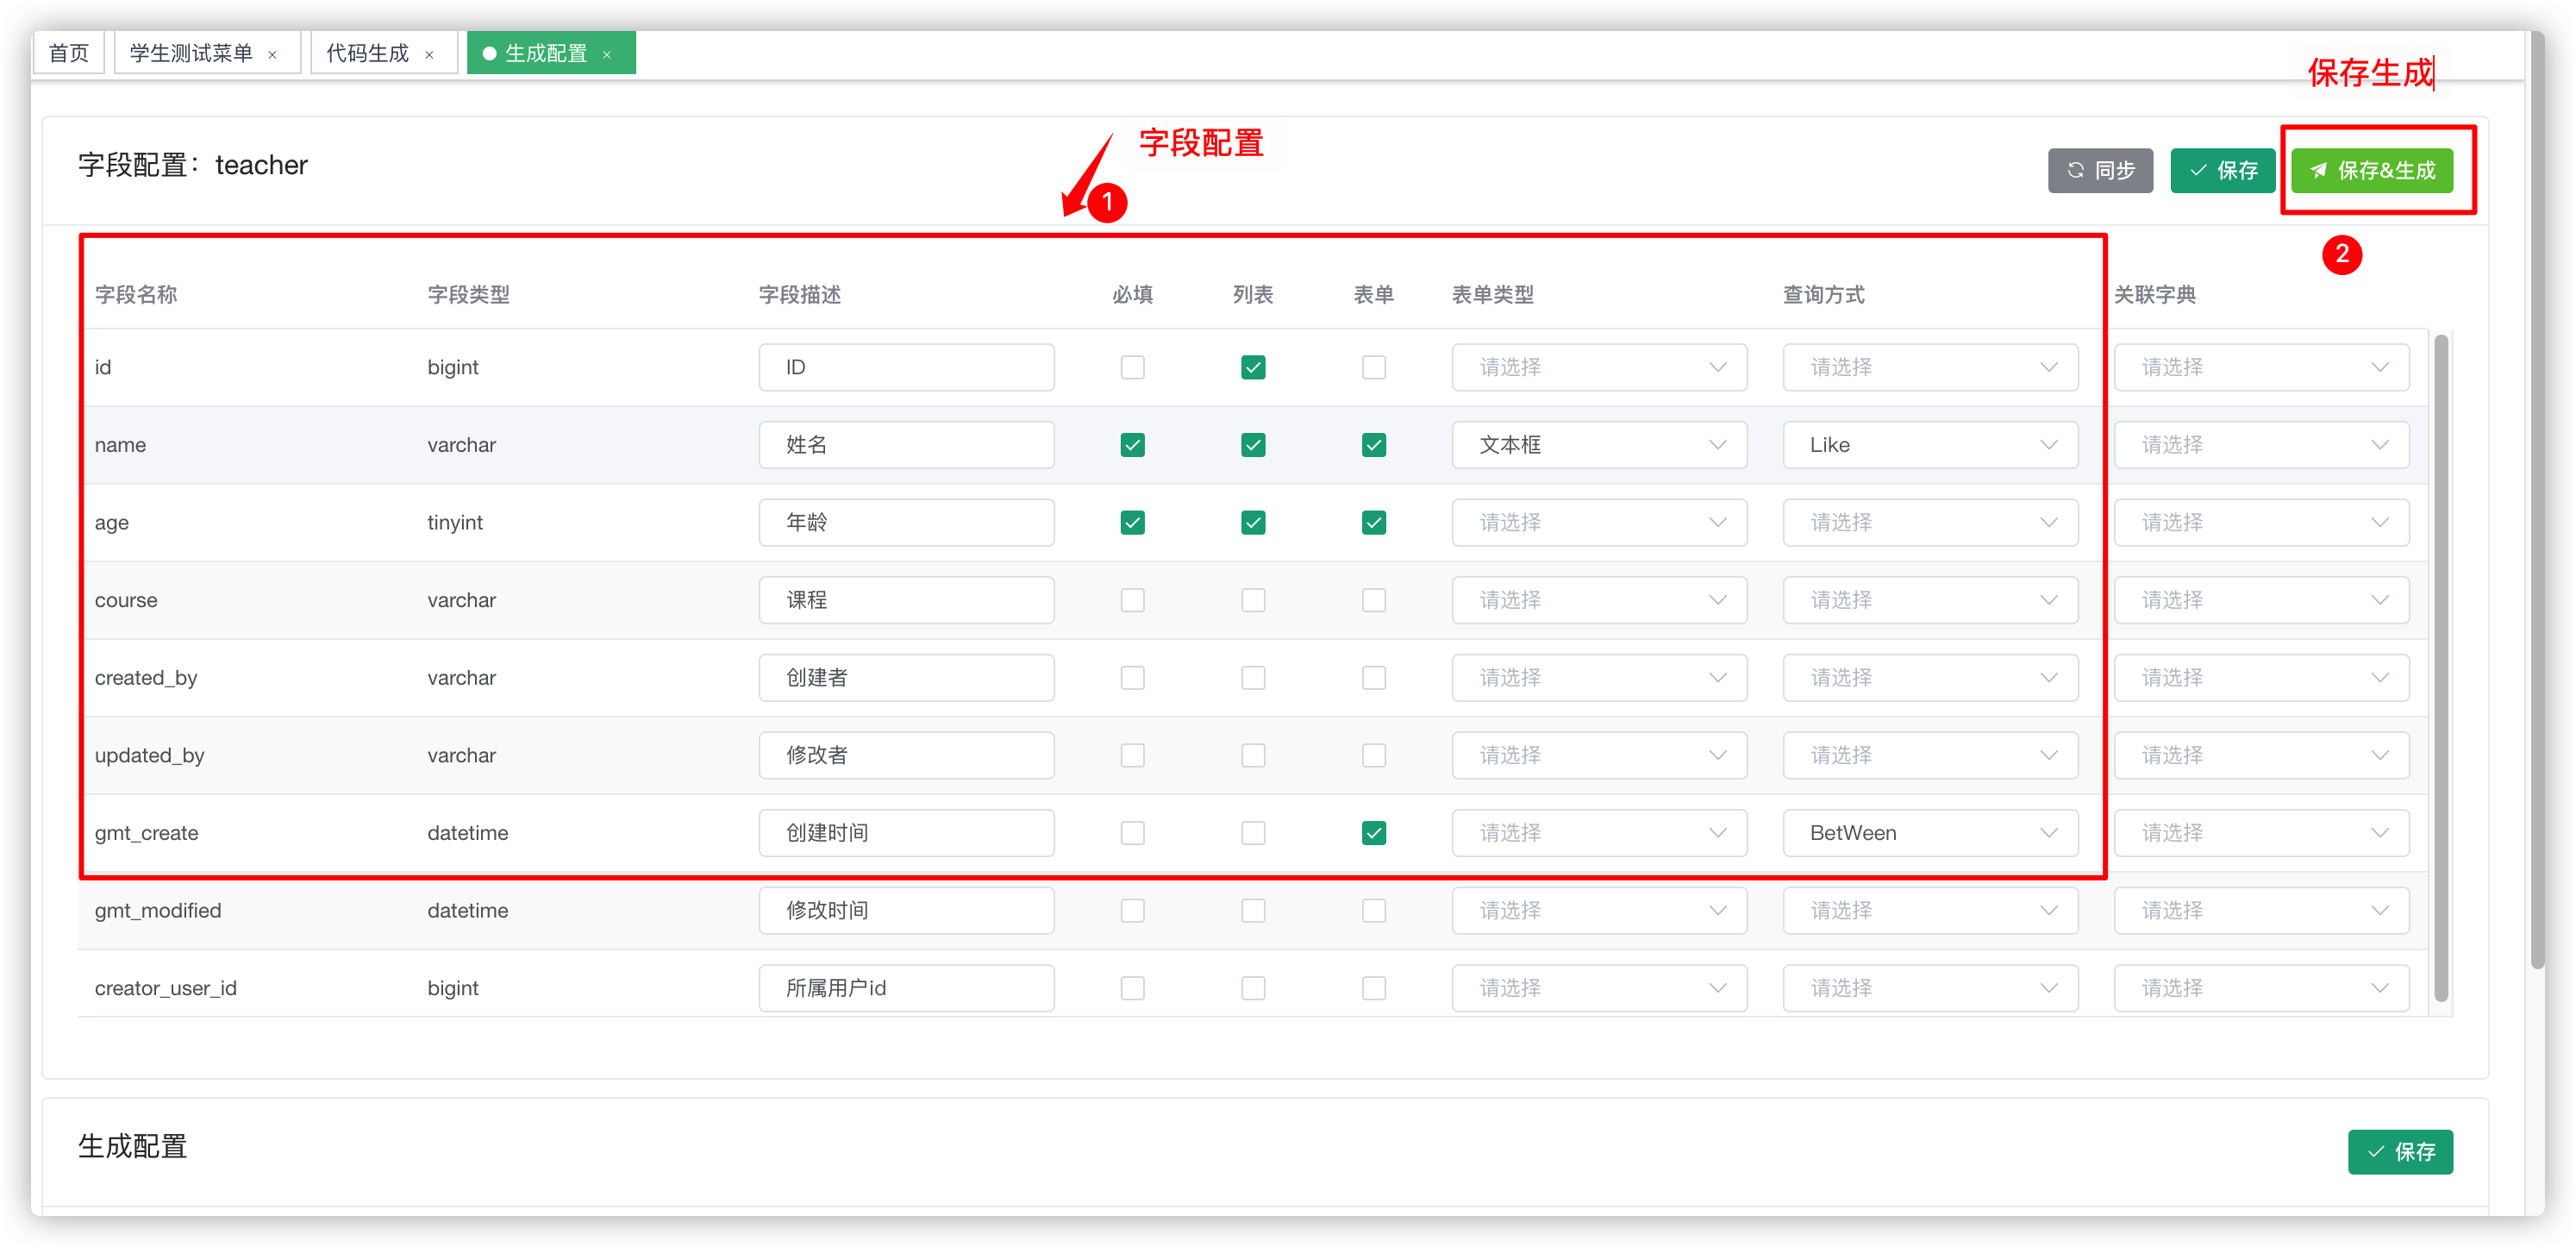 首页 学生测试菜单 × 代码生成 × 生成配置 ×
保存生成
字段配置
字段配置：teacher
同步 保存 保存&生成
1
2
字段名称 字段类型 字段描述 必填 列表 表单 表单类型 查询方式 关联字典
id bigint ID 请选择 请选择 请选择
name varchar 姓名 文本框 Like 请选择
age tinyint 年龄 请选择 请选择 请选择
course varchar 课程 请选择 请选择 请选择
created_by varchar 创建者 请选择 请选择 请选择
updated_by varchar 修改者 请选择 请选择 请选择
gmt_create datetime 创建时间 请选择 BetWeen 请选择
gmt_modified datetime 修改时间 请选择 请选择 请选择
creator_user_id bigint 所属用户id 请选择 请选择 请选择
生成配置
保存